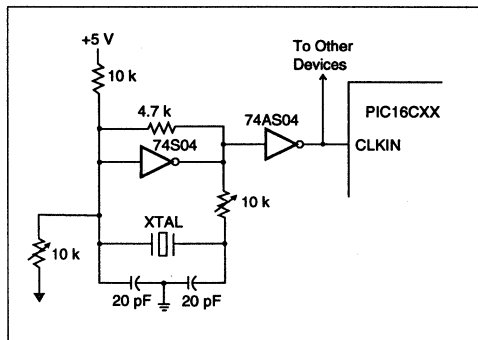 +5 V
To Other
Devices
10 k
4.7 k
74AS04
PIC16CXX
74S04
CLKIN
10 k
XTAL
10 k
20 pF
20 pF